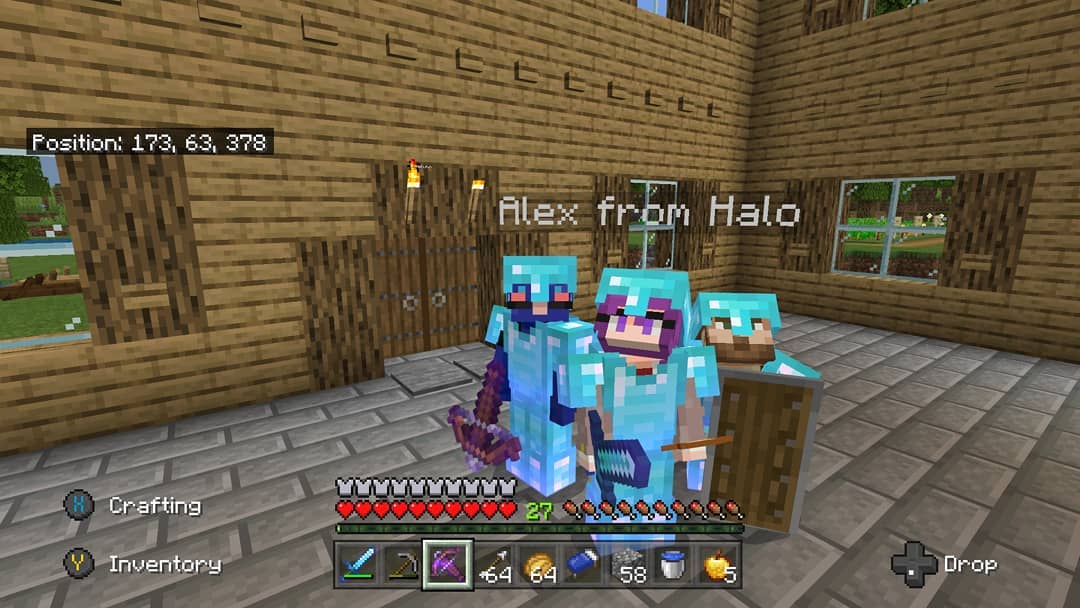 Position: 173, 63, 378
Alex from Halo
X Crafting
27
Y Inventory
64 64 58 5
Drop